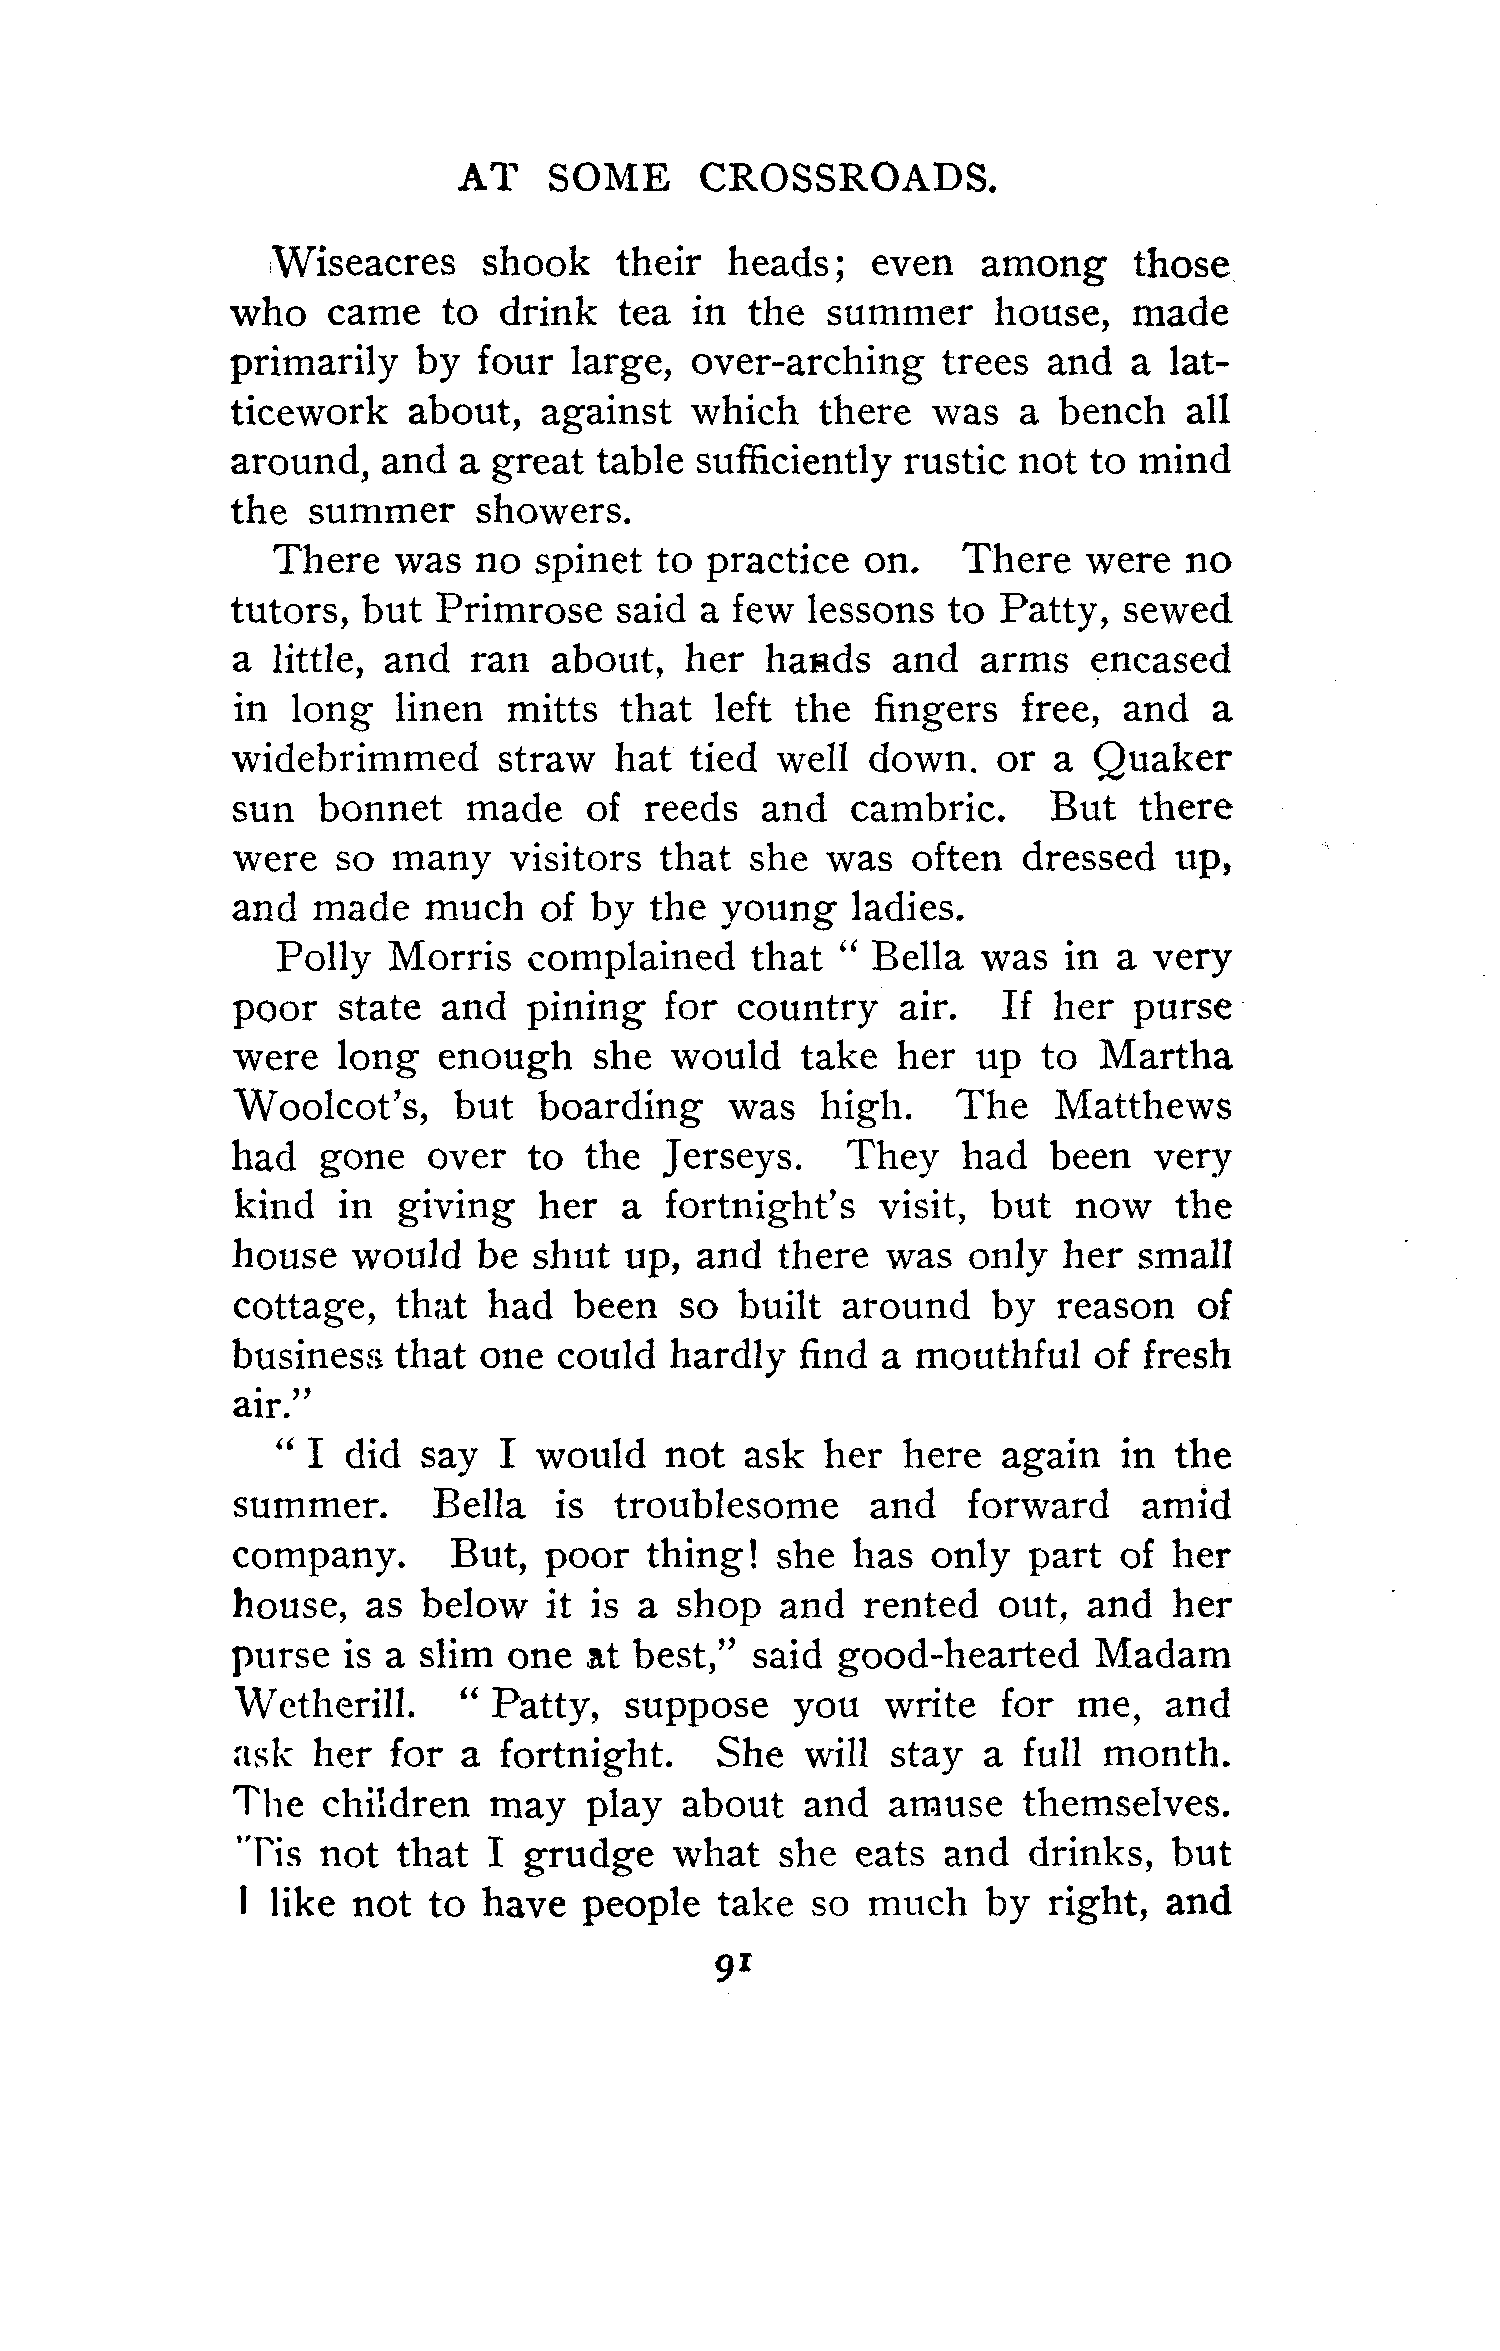 AT SOME CROSSROADS.
Wiseacres shook their heads; even among those
who came to drink tea in the summer house, made
primarily by four large, over-arching trees and a lat-
ticework about, against which there was a bench all
around, and a great table sufficiently rustic not to mind
the summer showers.
There was no spinet to practice on. There were no
tutors, but Primrose said a few lessons to Patty, sewed
a little, and ran about, her hands and arms encased
in long linen mitts that left the fingers free, and a
widebrimmed straw hat tied well down. or a Quaker
sun bonnet made of reeds and cambric. But there
were so many visitors that she was often dressed up,
and made much of by the young ladies.
Polly Morris complained that " Bella was in a very
poor state and pining for country air. If her purse
were long enough she would take her up to Martha
Woolcot's, but boarding was high. The Matthews
had gone over to the Jerseys. They had been very
kind in giving her a fortnight's visit, but now the
house would be shut up, and there was only her small
cottage, that had been so built around by reason of
business that one could hardly find a mouthful of fresh
air."
" I did say I would not ask her here again in the
summer. Bella is troublesome and forward amid
company. But, poor thing! she has only part of her
house, as below it is a shop and rented out, and her
purse is a slim one at best," said good-hearted Madam
Wetherill. " Patty, suppose you write for me, and
ask her for a fortnight. She will stay a full month.
The children may play about and amuse themselves.
"Tis not that I grudge what she eats and drinks, but
I like not to have people take so much by right, and
91